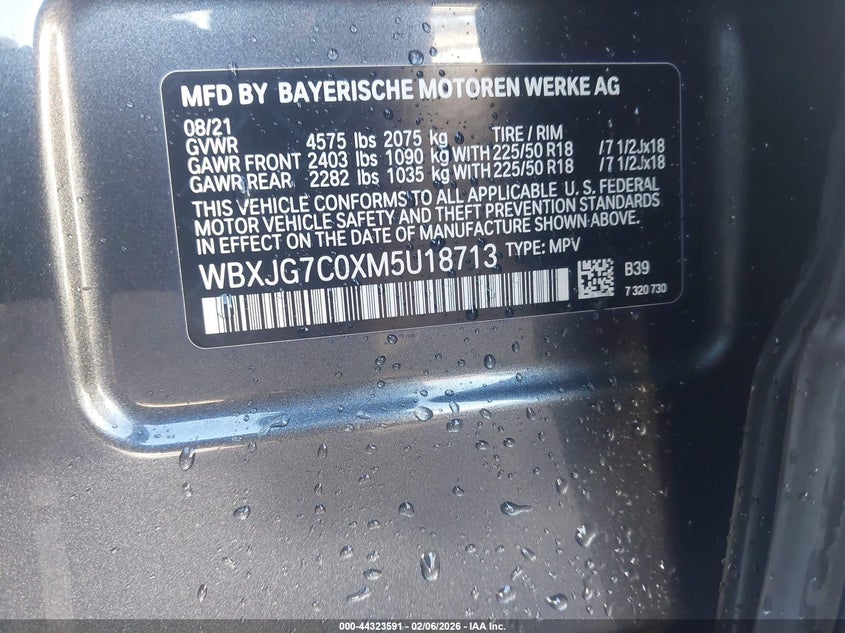 MFD BY BAYERISCHE MOTOREN WERKE AG
08/21 TIRE / RIM
GVWR 4575 lbs 2075 kg
GAWR FRONT 2403 lbs 1090 kg WITH 225/50 R18 /7 1/2Jx18
GAWR REAR 2282 lbs 1035 kg WITH 225/50 R18 /7 1/2Jx18
THIS VEHICLE CONFORMS TO ALL APPLICABLE U.S. FEDERAL
MOTOR VEHICLE SAFETY AND THEFT PREVENTION STANDARDS
IN EFFECT ON THE DATE OF MANUFACTURE SHOWN ABOVE.
WBXJG7C0XM5U18713 TYPE: MPV
B39
7 320 730
000-44323591 - 02/06/2026 - IAA Inc.